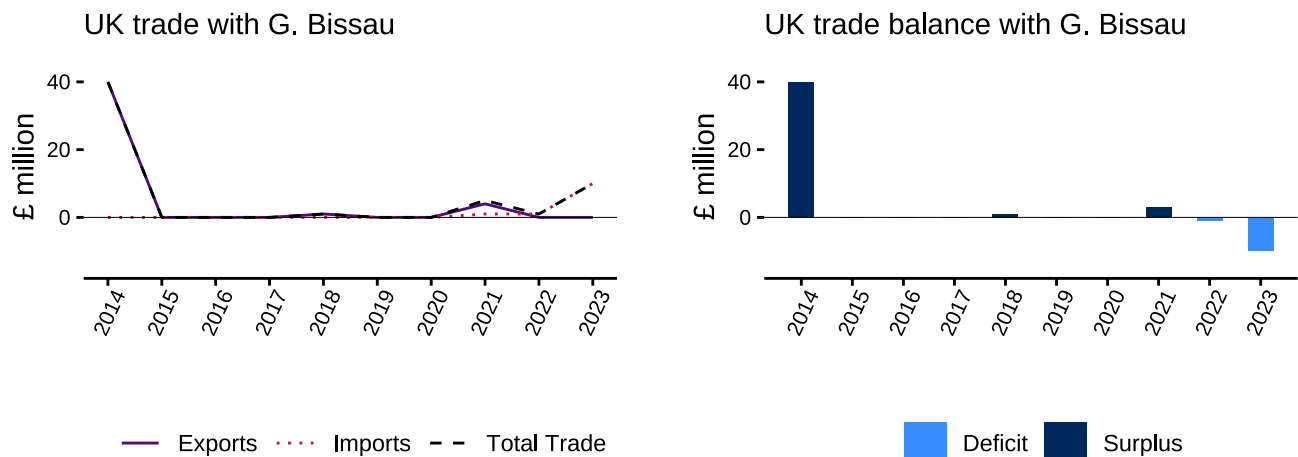 UK trade with G. Bissau
£ million
40
20
0
2014 2015 2016 2017 2018 2019 2020 2021 2022 2023
Exports Imports Total Trade
UK trade balance with G. Bissau
£ million
40
20
0
2014 2015 2016 2017 2018 2019 2020 2021 2022 2023
Deficit Surplus